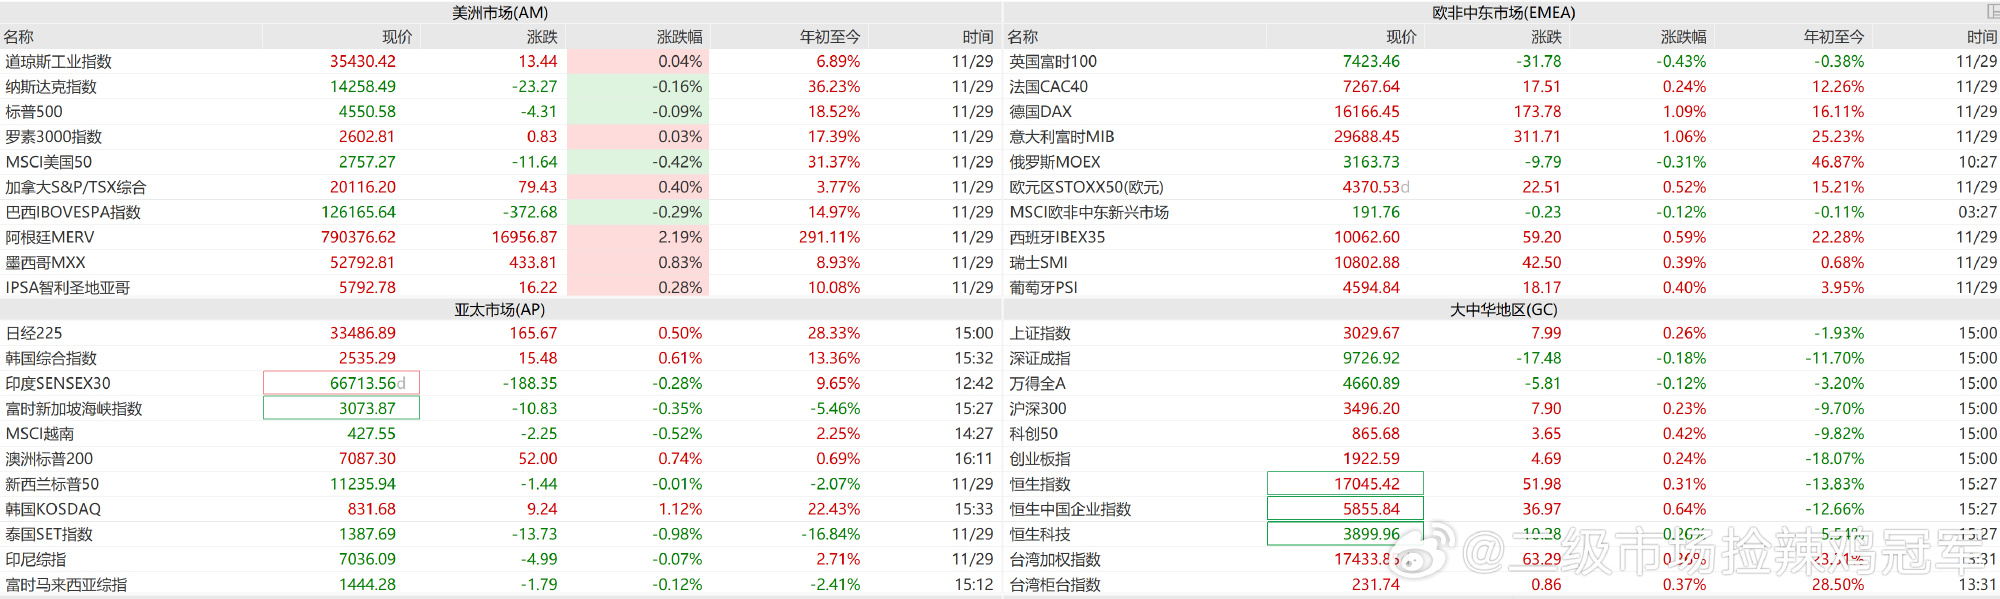 美洲市场(AM)
名称 现价 涨跌 涨跌幅 年初至今 时间
道琼斯工业指数 35430.42 13.44 0.04% 6.89% 11/29
纳斯达克指数 14258.49 -23.27 -0.16% 36.23% 11/29
标普500 4550.58 -4.31 -0.09% 18.52% 11/29
罗素3000指数 2602.81 0.83 0.03% 17.39% 11/29
MSCI美国50 2757.27 -11.64 -0.42% 31.37% 11/29
加拿大S&P/TSX综合 20116.20 79.43 0.40% 3.77% 11/29
巴西IBOVESPA指数 126165.64 -372.68 -0.29% 14.97% 11/29
阿根廷MERV 790376.62 16956.87 2.19% 291.11% 11/29
墨西哥MXX 52792.81 433.81 0.83% 8.93% 11/29
IPSA智利圣地亚哥 5792.78 16.22 0.28% 10.08% 11/29
欧非中东市场(EMEA)
名称 现价 涨跌 涨跌幅 年初至今 时间
英国富时100 7423.46 -31.78 -0.43% -0.38% 11/29
法国CAC40 7267.64 17.51 0.24% 12.26% 11/29
德国DAX 16166.45 173.78 1.09% 16.11% 11/29
意大利富时MIB 29688.45 311.71 1.06% 25.23% 11/29
俄罗斯MOEX 3163.73 -9.79 -0.31% 46.87% 10:27
欧元区STOXX50(欧元) 4370.53d 22.51 0.52% 15.21% 11/29
MSCI欧非中东新兴市场 191.76 -0.23 -0.12% -0.11% 03:27
西班牙IBEX35 10062.60 59.20 0.59% 22.28% 11/29
瑞士SMI 10802.88 42.50 0.39% 0.68% 11/29
葡萄牙PSI 4594.84 18.17 0.40% 3.95% 11/29
亚太市场(AP)
日经225 33486.89 165.67 0.50% 28.33% 15:00
韩国综合指数 2535.29 15.48 0.61% 13.36% 15:32
印度SENSEX30 66713.56d -188.35 -0.28% 9.65% 12:42
富时新加坡海峡指数 3073.87 -10.83 -0.35% -5.46% 15:27
MSCI越南 427.55 -2.25 -0.52% 2.25% 14:27
澳洲标普200 7087.30 52.00 0.74% 0.69% 16:11
新西兰标普50 11235.94 -1.44 -0.01% -2.07% 11/29
韩国KOSDAQ 831.68 9.24 1.12% 22.43% 15:33
泰国SET指数 1387.69 -13.73 -0.98% -16.84% 11/29
印尼综指 7036.09 -4.99 -0.07% 2.71% 11/29
富时马来西亚综指 1444.28 -1.79 -0.12% -2.41% 15:12
大中华地区(GC)
上证指数 3029.67 7.99 0.26% -1.93% 15:00
深证成指 9726.92 -17.48 -0.18% -11.70% 15:00
万得全A 4660.89 -5.81 -0.12% -3.20% 15:00
沪深300 3496.20 7.90 0.23% -9.70% 15:00
科创50 865.68 3.65 0.42% -9.82% 15:00
创业板指 1922.59 4.69 0.24% -18.07% 15:00
恒生指数 17045.42 51.98 0.31% -13.83% 15:27
恒生中国企业指数 5855.84 36.97 0.64% -12.66% 15:27
恒生科技 3899.96 15:27
台湾加权指数 63.29 13:31
台湾柜台指数 231.74 0.86 0.37% 28.50% 13:31
@二级市场捡辣鸡冠军